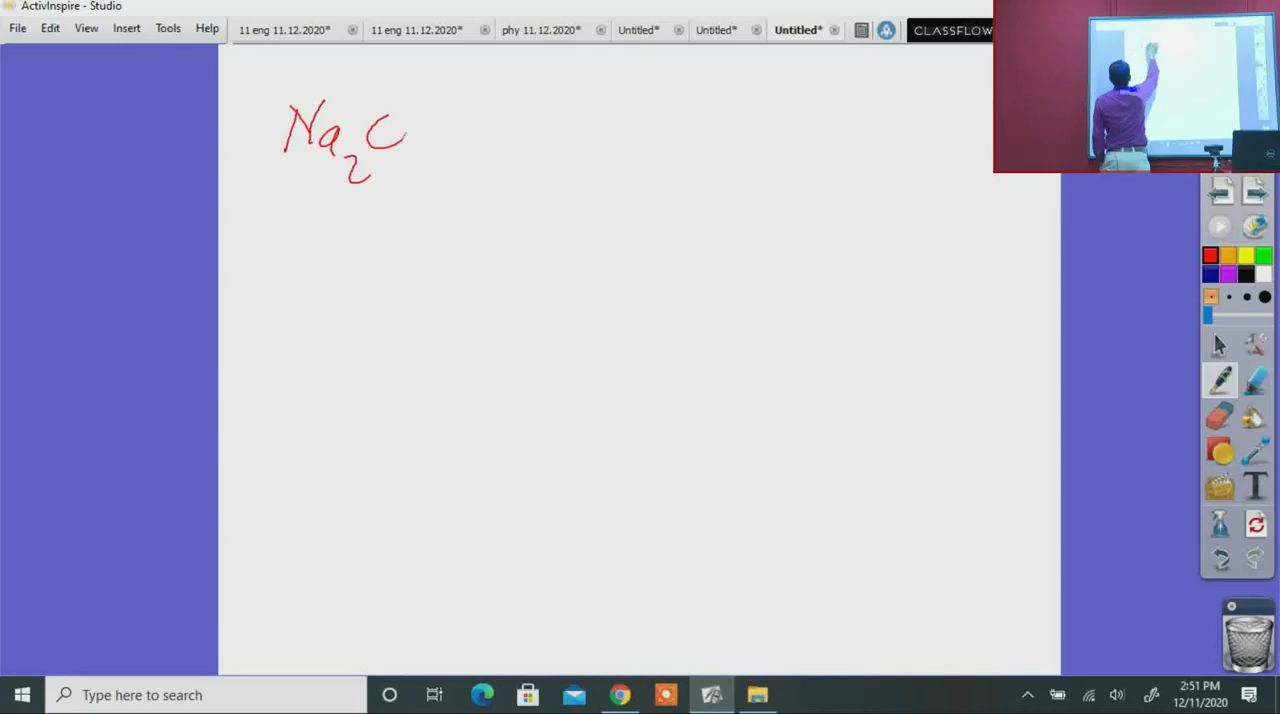 ActivInspire - Studio
File Edit View Insert Tools Help
11 eng 11.12.2020* 11 eng 11.12.2020* phy 11.12.2020* Untitled* Untitled* Untitled* CLASSFLOW
Na₂C
T
Type here to search
2:51 PM
12/11/2020